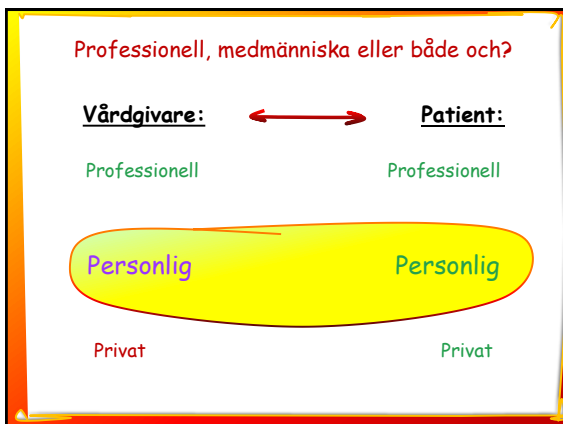 Professionell, medmänniska eller både och?
Vårdgivare: Patient:
Professionell Professionell
Personlig Personlig
Privat Privat